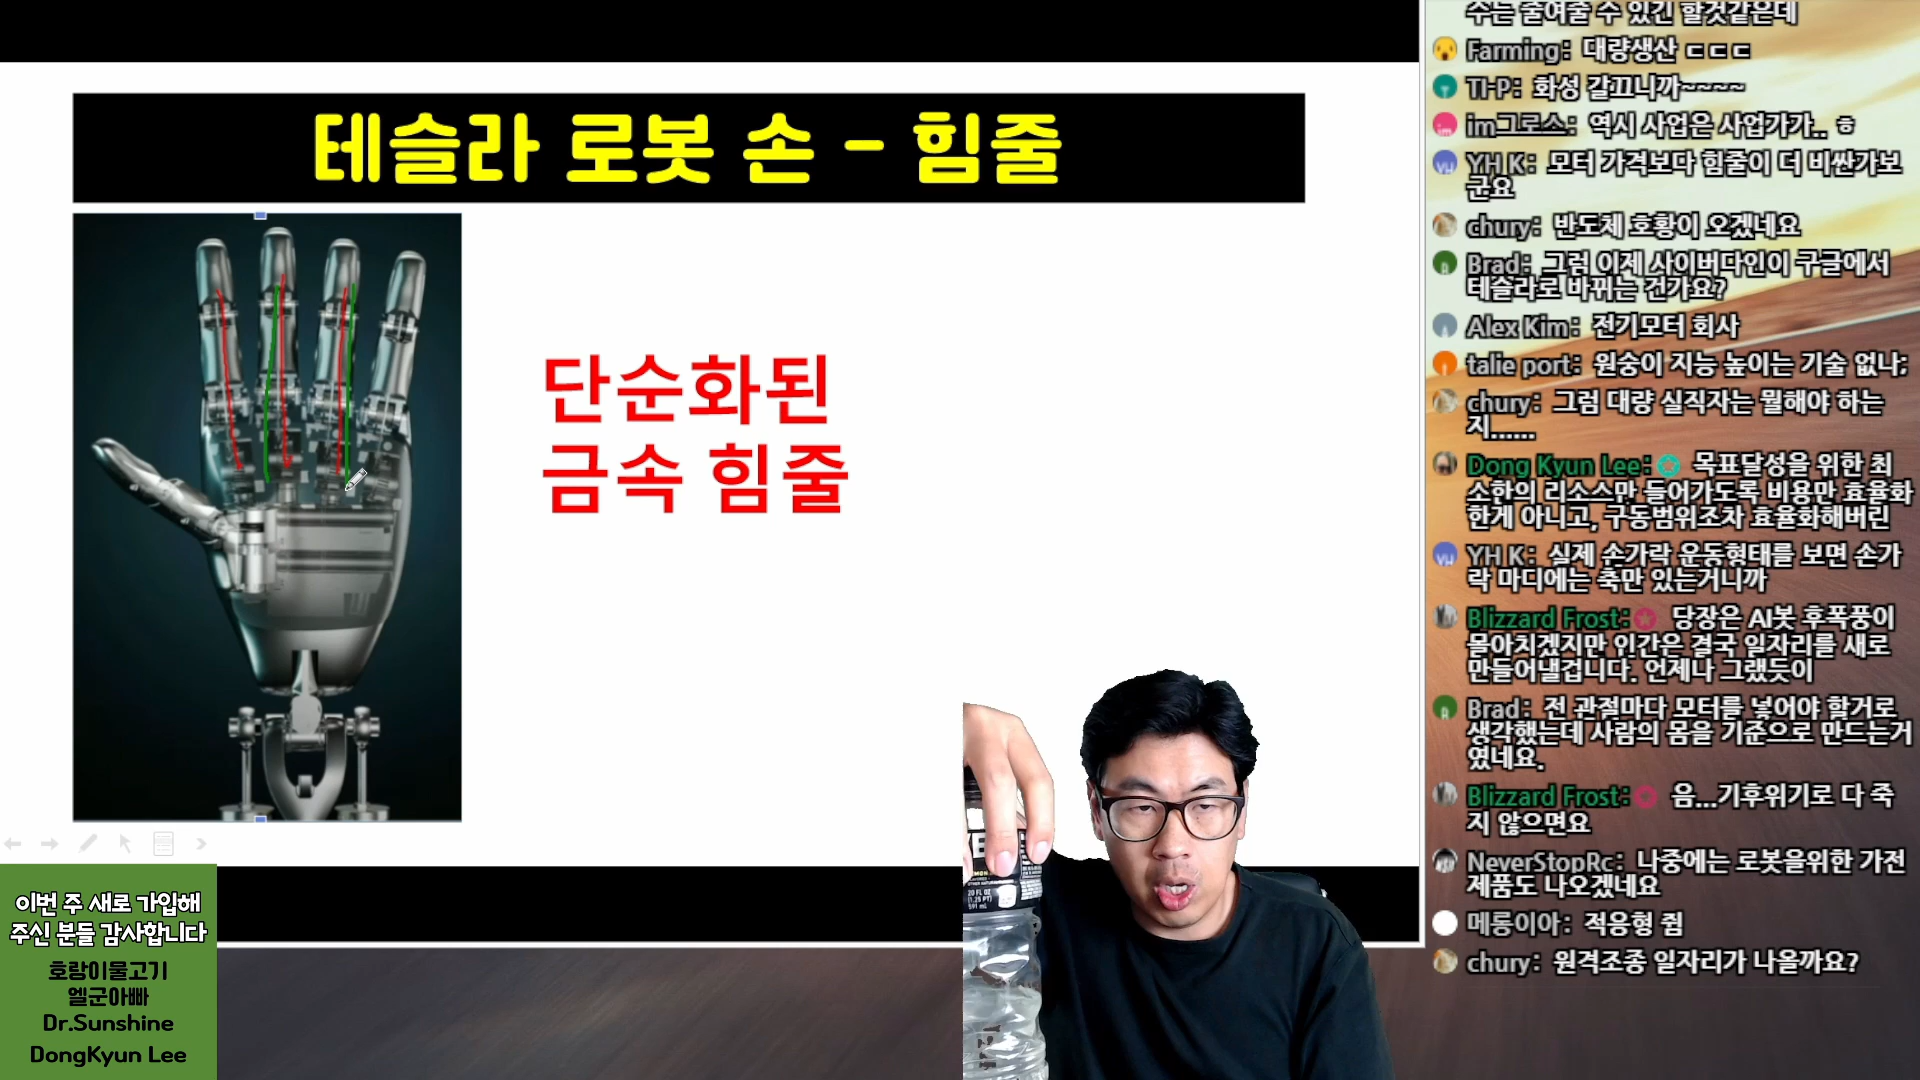 테슬라 로봇 손 - 힘줄
단순화된
금속 힘줄
이번 주 새로 가입해
주신 분들 감사합니다
호랑이물고기
엘군아빠
Dr.Sunshine
DongKyun Lee
수는 줄여줄 수 있긴 할것같은데
Farming: 대량생산 ㄷㄷㄷ
TI-P: 화성 갈끄니까~~~~
im그로스: 역시 사업은 사업가가.. ㅎ
YH K: 모터 가격보다 힘줄이 더 비싼가보
군요
chury: 반도체 호황이 오겠네요
Brad: 그럼 이제 사이버다인이 구글에서
테슬라로 바뀌는 건가요?
Alex Kim: 전기모터 회사
talie port: 원숭이 지능 높이는 기술 없나;
chury: 그럼 대량 실직자는 뭘해야 하는
지......
Dong Kyun Lee: 목표달성을 위한 최
소한의 리소스만 들어가도록 비용만 효율화
한게 아니고, 구동범위조차 효율화해버린
YH K: 실제 손가락 운동형태를 보면 손가
락 마디에는 축만 있는거니까
Blizzard Frost: 당장은 AI봇 후폭풍이
몰아치겠지만 인간은 결국 일자리를 새로
만들어낼겁니다. 언제나 그랬듯이
Brad: 전 관절마다 모터를 넣어야 할거로
생각했는데 사람의 몸을 기준으로 만드는거
였네요.
Blizzard Frost: 음...기후위기로 다 죽
지 않으면요
NeverStopRc: 나중에는 로봇을위한 가전
제품도 나오겠네요
메롱이아: 적응형 쥠
chury: 원격조종 일자리가 나올까요?
20 FL OZ
(1.25 PT)
591 mL